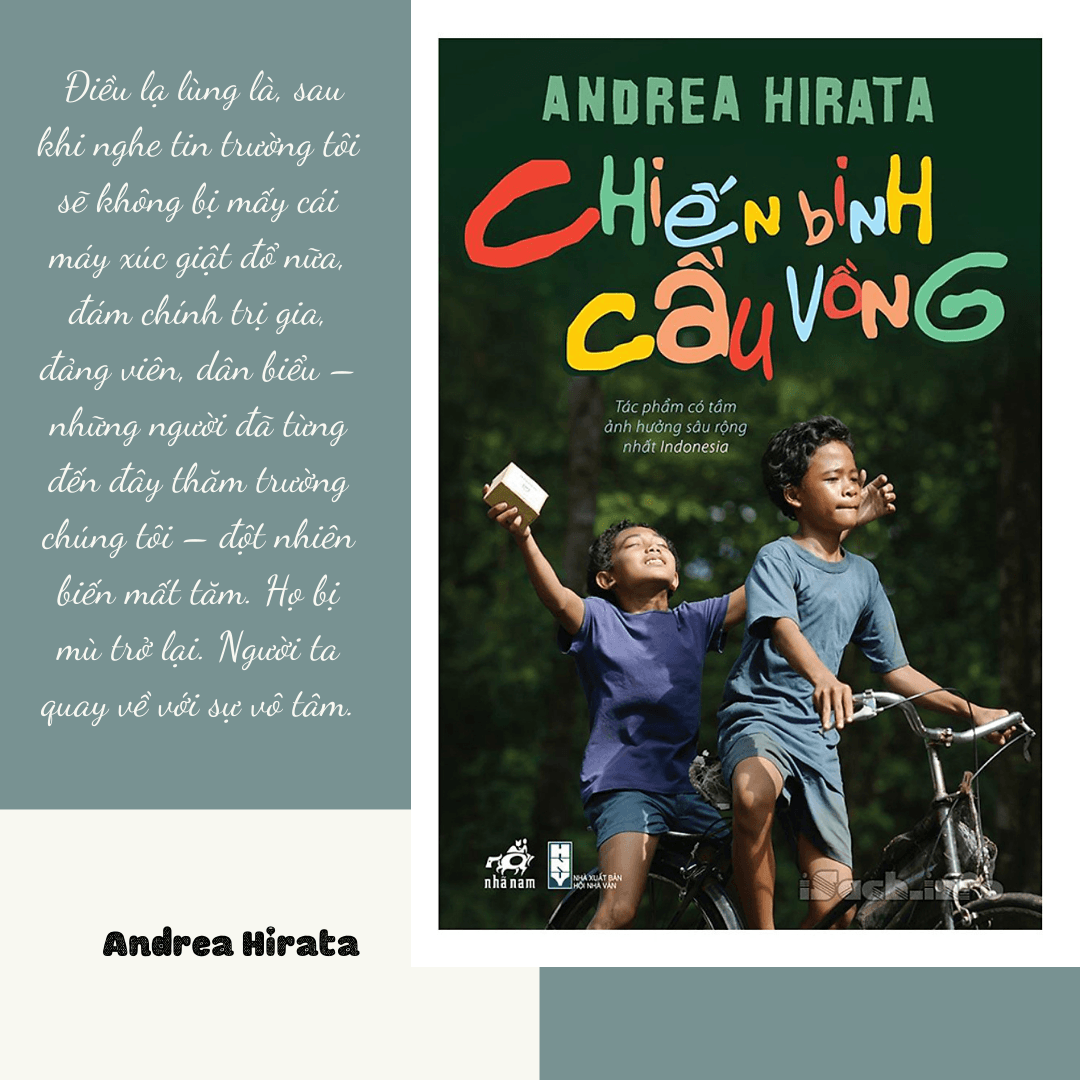 Điều lạ lùng là, sau
khi nghe tin trường tôi
sẽ không bị mấy cái
máy xúc giật đổ nữa,
đám chính trị gia,
đảng viên, dân biểu –
những người đã từng
đến đây thăm trường
chúng tôi – đột nhiên
biến mất tăm. Họ bị
mù trở lại. Người ta
quay về với sự vô tâm.
Andrea Hirata
ANDREA HIRATA
CHiẾN biNH
CẦU VỒNG
Tác phẩm có tầm
ảnh hưởng sâu rộng
nhất Indonesia
nhã nam
HNV
NHÀ XUẤT BẢN
HỘI NHÀ VĂN
iSach.info